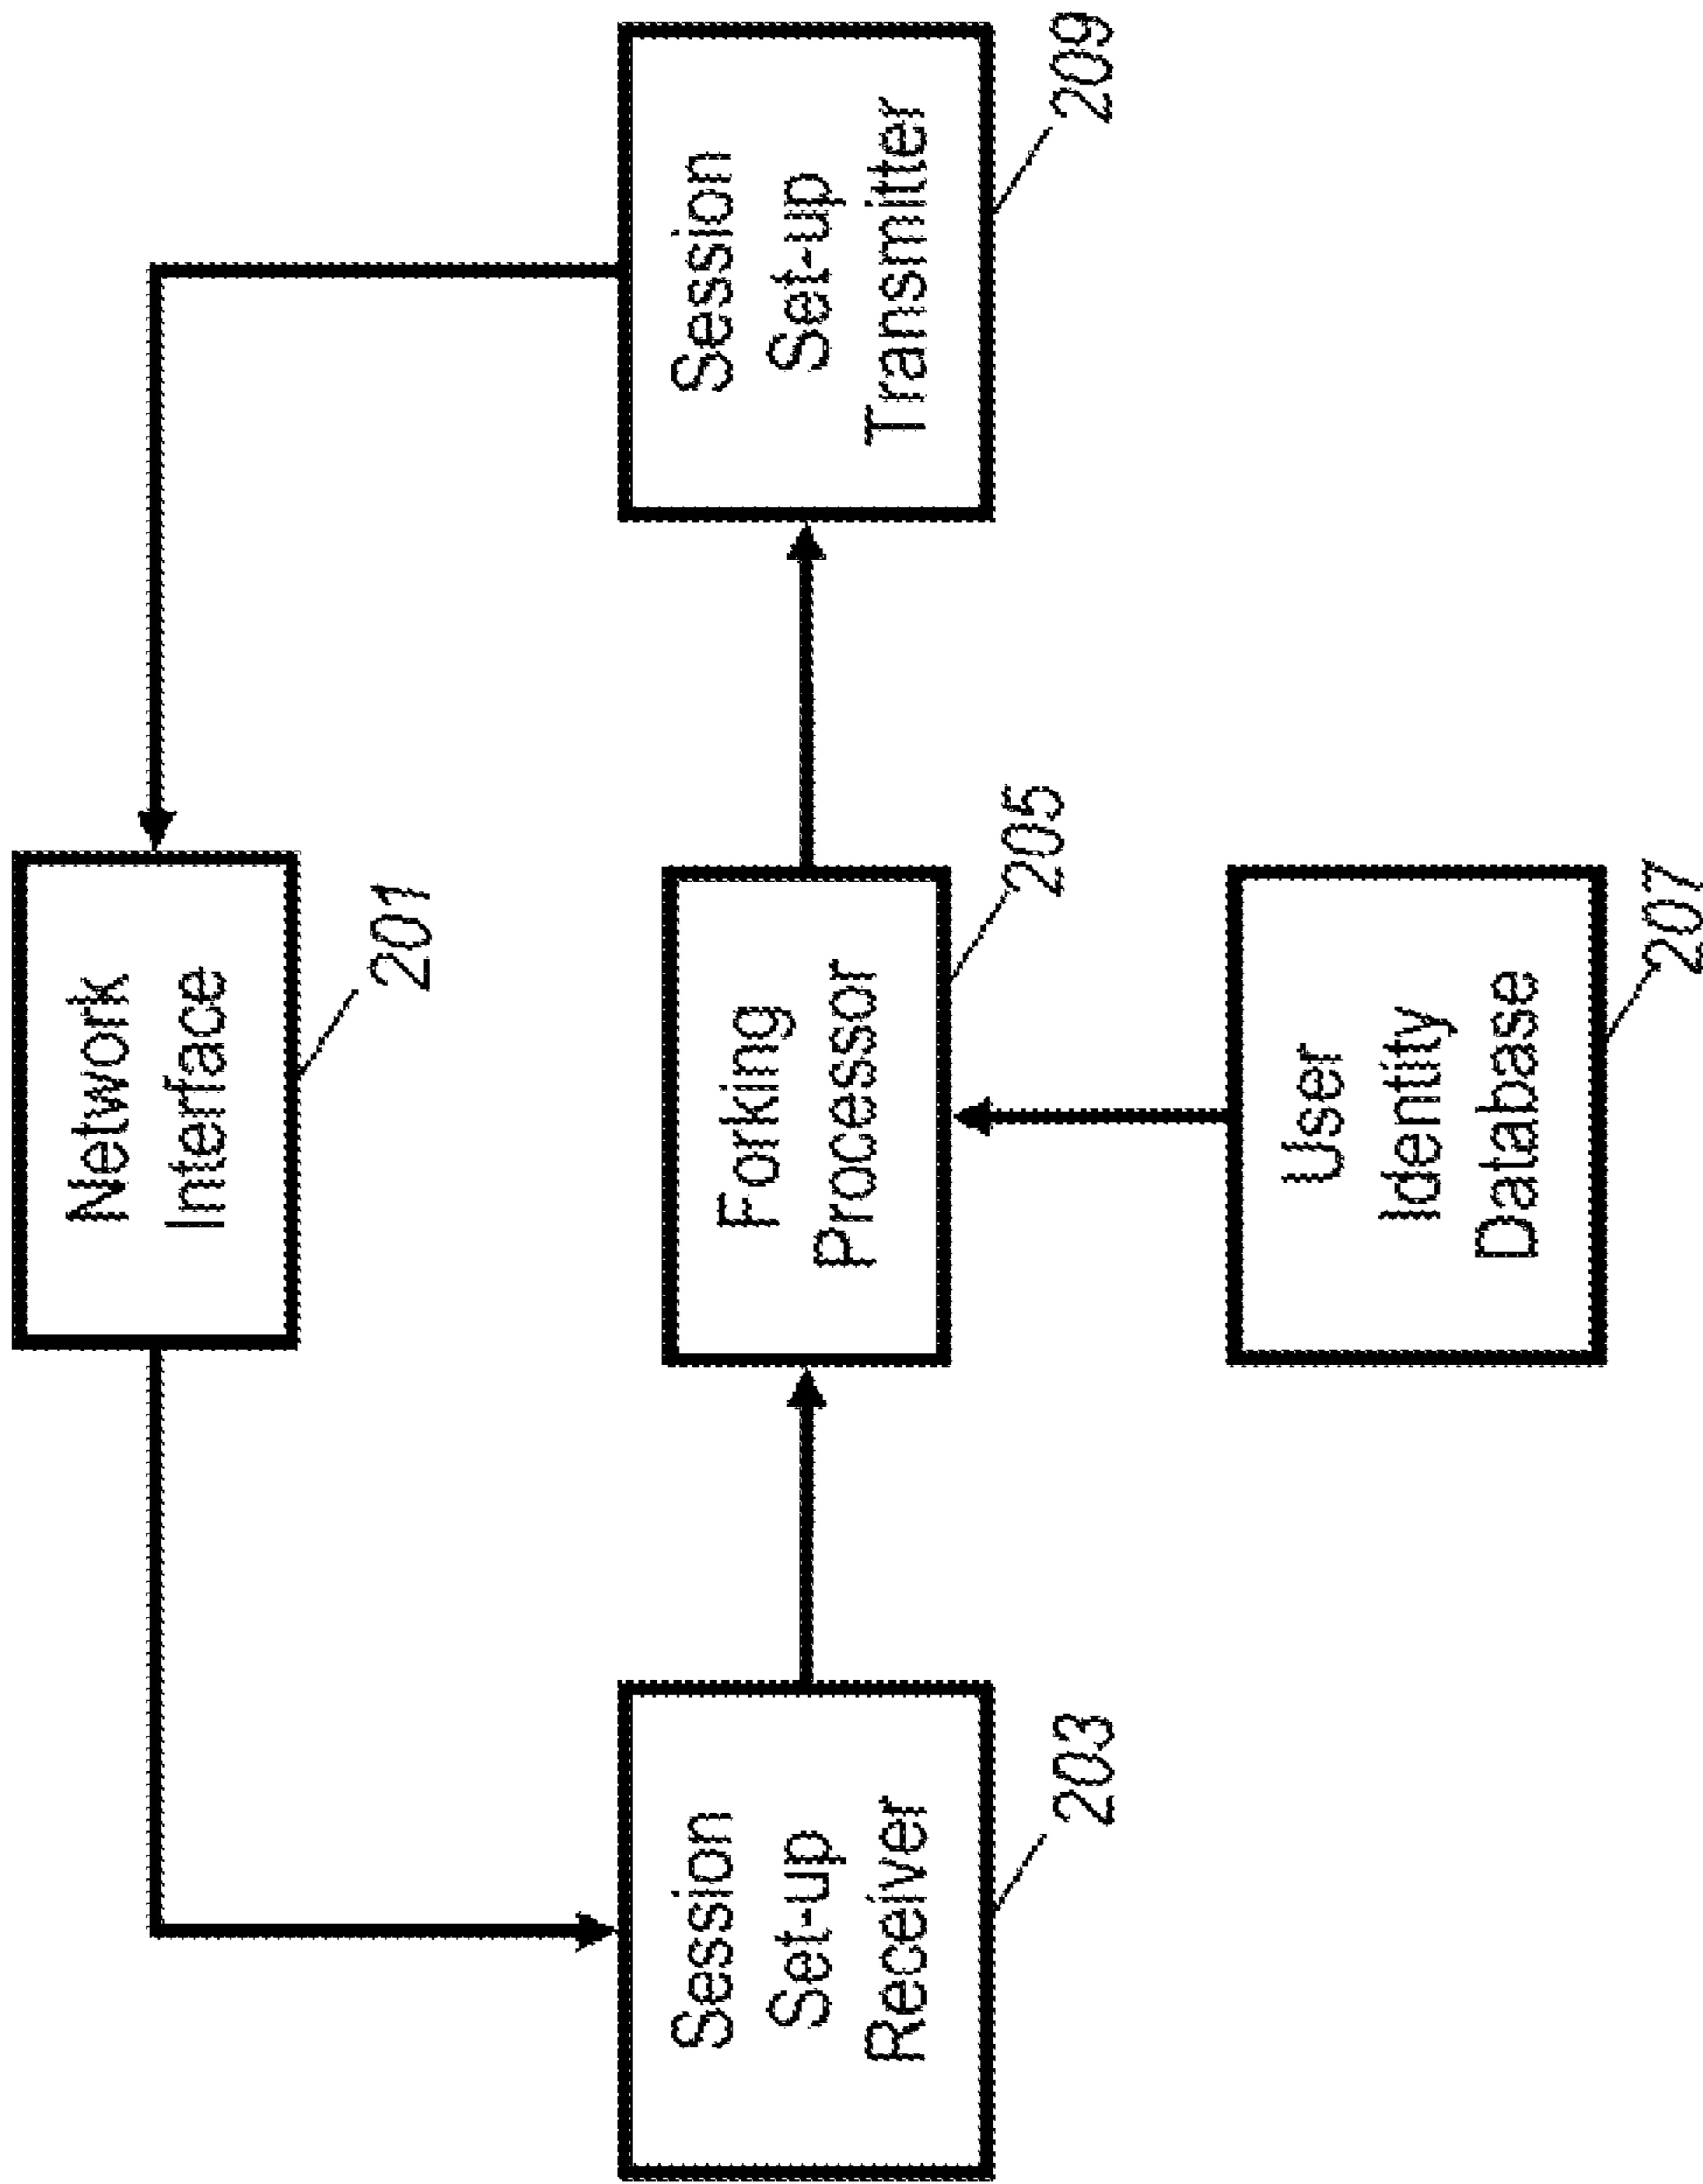 Network
Interface
201
Session
Set-up
Receiver
203
Forking
Processor
205
Session
Set-up
Transmitter
209
User
Identity
Database
207